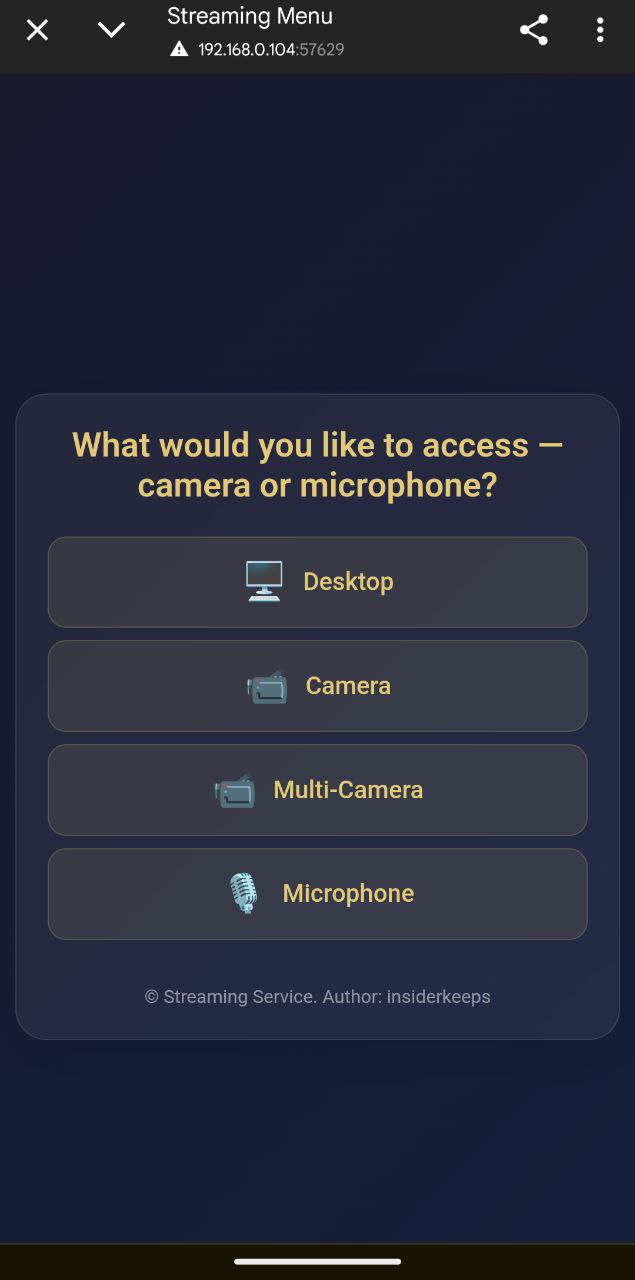 Streaming Menu
192.168.0.104:57629
What would you like to access —
camera or microphone?
Desktop
Camera
Multi-Camera
Microphone
© Streaming Service. Author: insiderkeeps